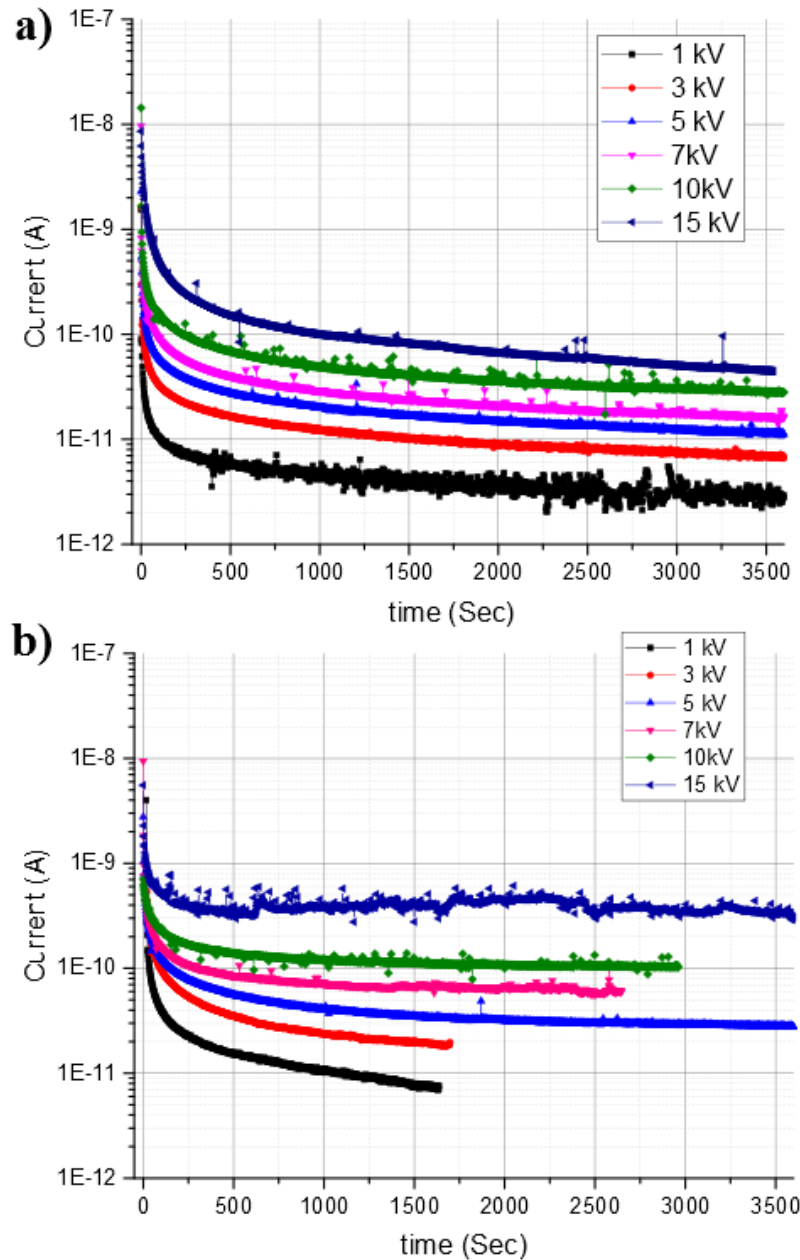 a)
1E-7
1E-8
1E-9
1E-10
1E-11
1E-12
Current (A)
1 kV
3 kV
5 kV
7kV
10kV
15 kV
0 500 1000 1500 2000 2500 3000 3500
time (Sec)
b)
1E-7
1E-8
1E-9
1E-10
1E-11
1E-12
Current (A)
1 kV
3 kV
5 kV
7kV
10kV
15 kV
0 500 1000 1500 2000 2500 3000 3500
time (Sec)